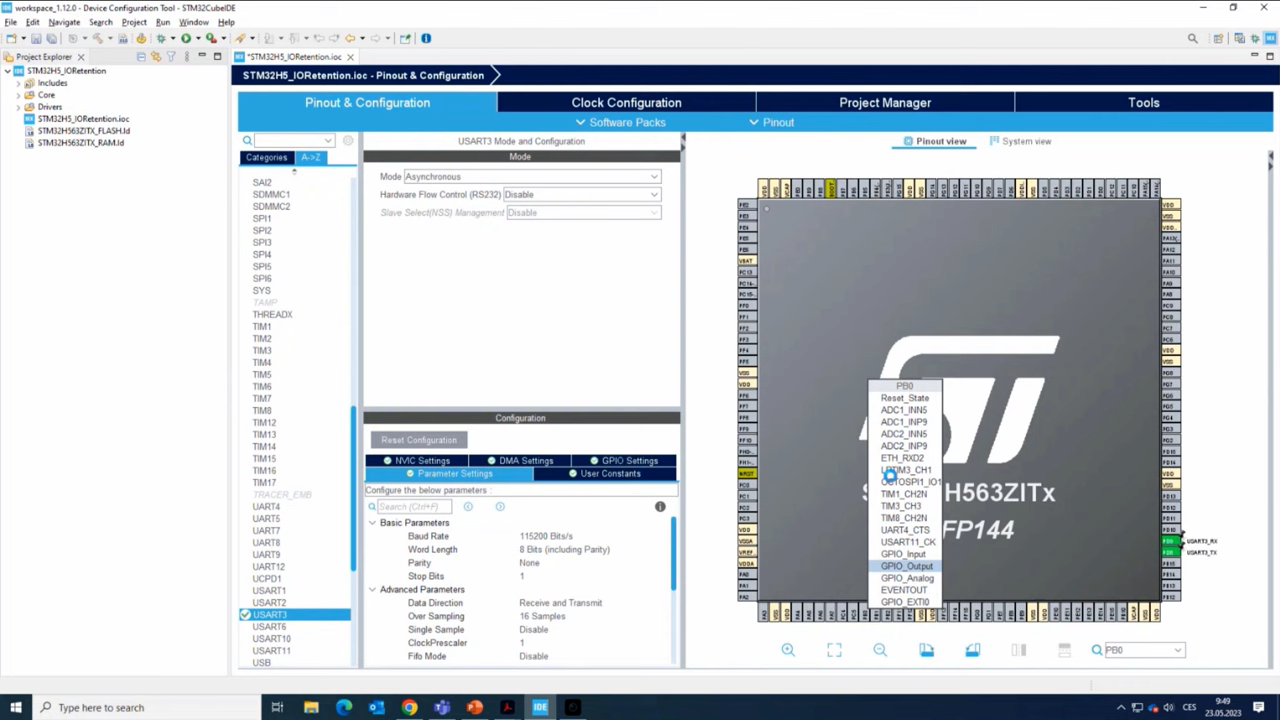 workspace_1.12.0 - Device Configuration Tool - STM32CubeIDE
File Edit Navigate Search Project Run Window Help
Project Explorer
STM32H5_IORetention
Includes
Core
Drivers
STM32H5_IORetention.ioc
STM32H563ZITX_FLASH.ld
STM32H563ZITX_RAM.ld
*STM32H5_IORetention.ioc
STM32H5_IORetention.ioc - Pinout & Configuration
Pinout & Configuration
Clock Configuration
Project Manager
Tools
Software Packs
Pinout
Categories A->Z
SAI2
SDMMC1
SDMMC2
SPI1
SPI2
SPI3
SPI4
SPI5
SPI6
SYS
TAMP
THREADX
TIM1
TIM2
TIM3
TIM4
TIM5
TIM6
TIM7
TIM8
TIM12
TIM13
TIM14
TIM15
TIM16
TIM17
TRACER_EMB
UART4
UART5
UART7
UART8
UART9
UART12
UCPD1
USART1
USART2
USART3
USART6
USART10
USART11
USB
USART3 Mode and Configuration
Mode
Mode Asynchronous
Hardware Flow Control (RS232) Disable
Slave Select(NSS) Management Disable
Configuration
Reset Configuration
NVIC Settings
DMA Settings
GPIO Settings
Parameter Settings
User Constants
Configure the below parameters :
Search (Ctrl+F)
Basic Parameters
Baud Rate 115200 Bits/s
Word Length 8 Bits (including Parity)
Parity None
Stop Bits 1
Advanced Parameters
Data Direction Receive and Transmit
Over Sampling 16 Samples
Single Sample Disable
ClockPrescaler 1
Fifo Mode Disable
Pinout view
System view
PB0
Reset_State
ADC1_INN5
ADC1_INP9
ADC2_INN5
ADC2_INP9
ETH_RXD2
LPTIM3_CH1
OCTOSPI1_IO1
TIM1_CH2N
TIM3_CH3
TIM8_CH2N
UART4_CTS
USART11_CK
GPIO_Input
GPIO_Output
GPIO_Analog
EVENTOUT
GPIO_EXTI0
H563ZITx
FP144
USART3_RX
USART3_TX
PB0
Type here to search
CES
9:49
23.05.2023